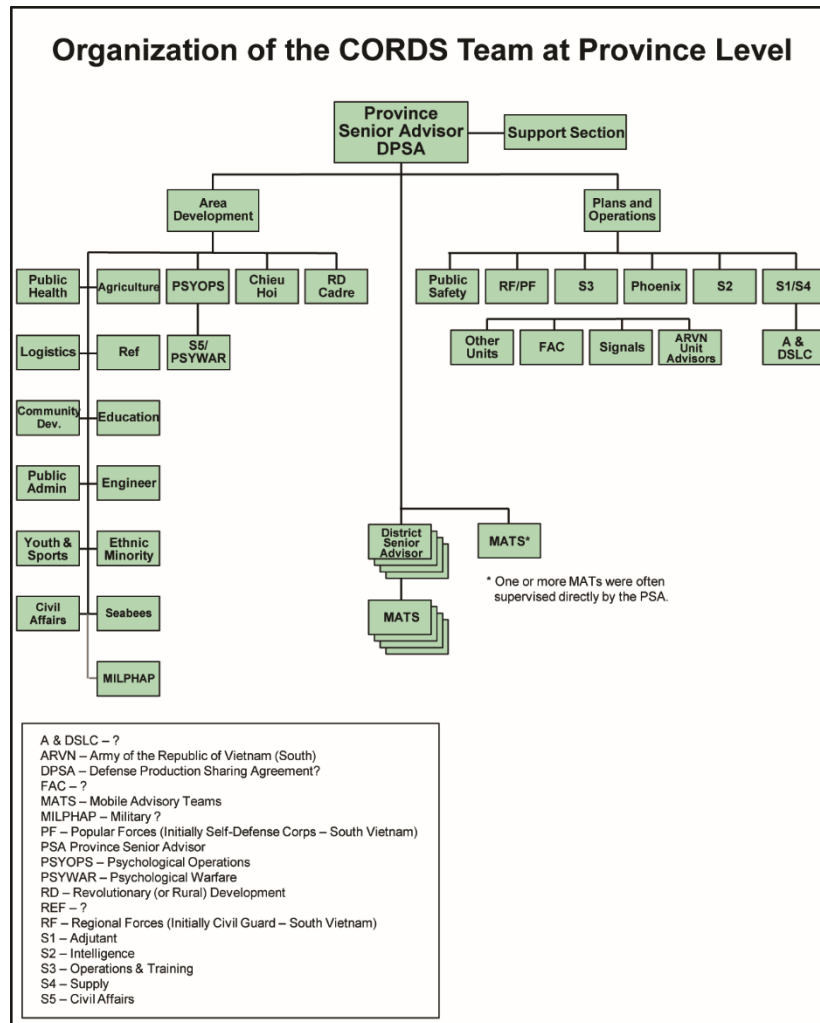 Organization of the CORDS Team at Province Level
Province
Senior Advisor
DPSA
Support Section
Area
Development
Plans and
Operations
Public
Health
Agriculture
PSYOPS
Chieu
Hoi
RD
Cadre
Public
Safety
RF/PF
S3
Phoenix
S2
S1/S4
Logistics
Ref
S5/
PSYWAR
Other
Units
FAC
Signals
ARVN
Unit
Advisors
A &
DSLC
Community
Dev.
Education
Public
Admin
Engineer
Youth &
Sports
Ethnic
Minority
District
Senior
Advisor
MATS*
* One or more MATs were often
supervised directly by the PSA.
Civil
Affairs
Seabees
MATS
MILPHAP
A & DSLC – ?
ARVN – Army of the Republic of Vietnam (South)
DPSA – Defense Production Sharing Agreement?
FAC – ?
MATS – Mobile Advisory Teams
MILPHAP – Military ?
PF – Popular Forces (Initially Self-Defense Corps – South Vietnam)
PSA Province Senior Advisor
PSYOPS – Psychological Operations
PSYWAR – Psychological Warfare
RD – Revolutionary (or Rural) Development
REF – ?
RF – Regional Forces (Initially Civil Guard – South Vietnam)
S1 – Adjutant
S2 – Intelligence
S3 – Operations & Training
S4 – Supply
S5 – Civil Affairs